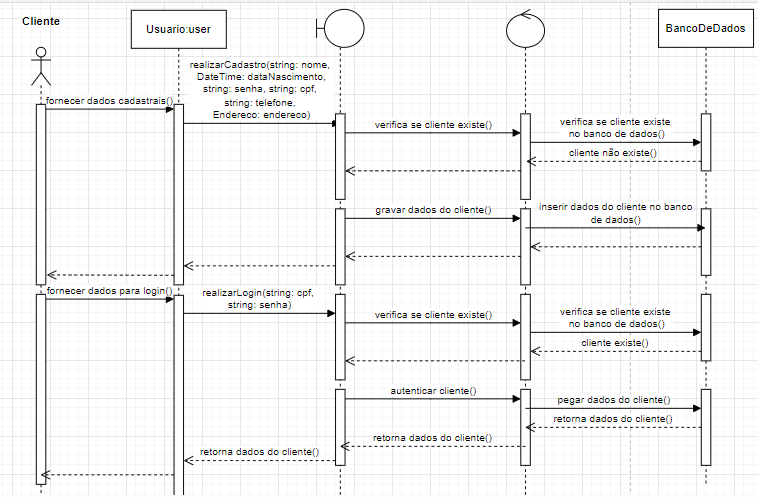 Cliente
Usuario:user
BancoDeDados
realizarCadastro(string: nome,
DateTime: dataNascimento,
string: senha, string: cpf,
string: telefone,
Endereco: endereco)
fornecer dados cadastrais()
verifica se cliente existe()
verifica se cliente existe
no banco de dados()
cliente não existe()
gravar dados do cliente()
inserir dados do cliente no banco
de dados()
fornecer dados para login()
realizarLogin(string: cpf,
string: senha)
verifica se cliente existe()
verifica se cliente existe
no banco de dados()
cliente existe()
autenticar cliente()
pegar dados do cliente()
retorna dados do cliente()
retorna dados do cliente()
retorna dados do cliente()